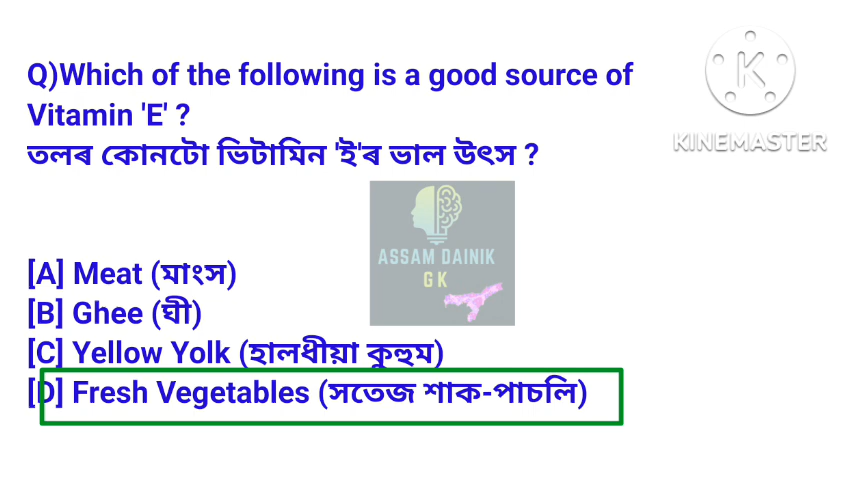 Q)Which of the following is a good source of
Vitamin 'E' ?
তলৰ কোনটো ভিটামিন 'ই'ৰ ভাল উৎস ?
[A] Meat (মাংস)
[B] Ghee (ঘী)
[C] Yellow Yolk (হালধীয়া কুহুম)
[D] Fresh Vegetables (সতেজ শাক-পাচলি)
ASSAM DAINIK
GK
KINEMASTER